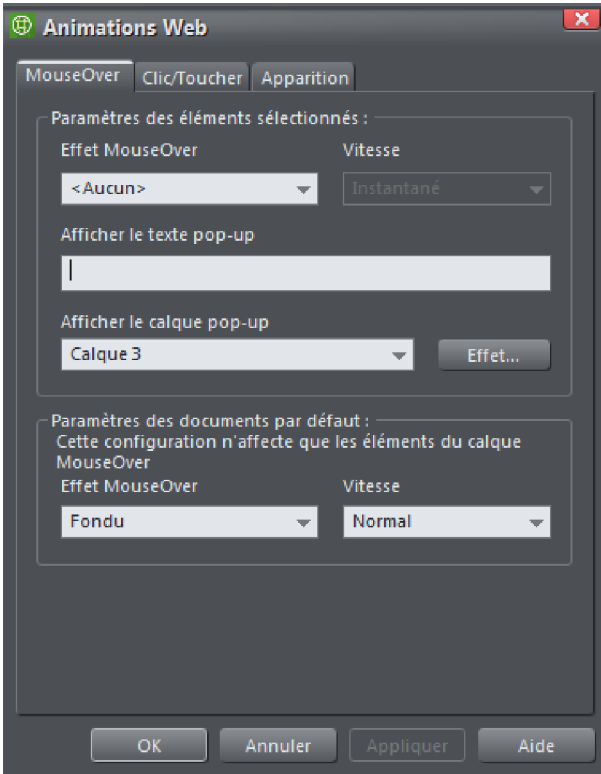 Animations Web
MouseOver Clic/Toucher Apparition
Paramètres des éléments sélectionnés :
Effet MouseOver Vitesse
<Aucun> Instantané
Afficher le texte pop-up
Afficher le calque pop-up
Calque 3 Effet...
Paramètres des documents par défaut :
Cette configuration n'affecte que les éléments du calque
MouseOver
Effet MouseOver Vitesse
Fondu Normal
OK Annuler Appliquer Aide